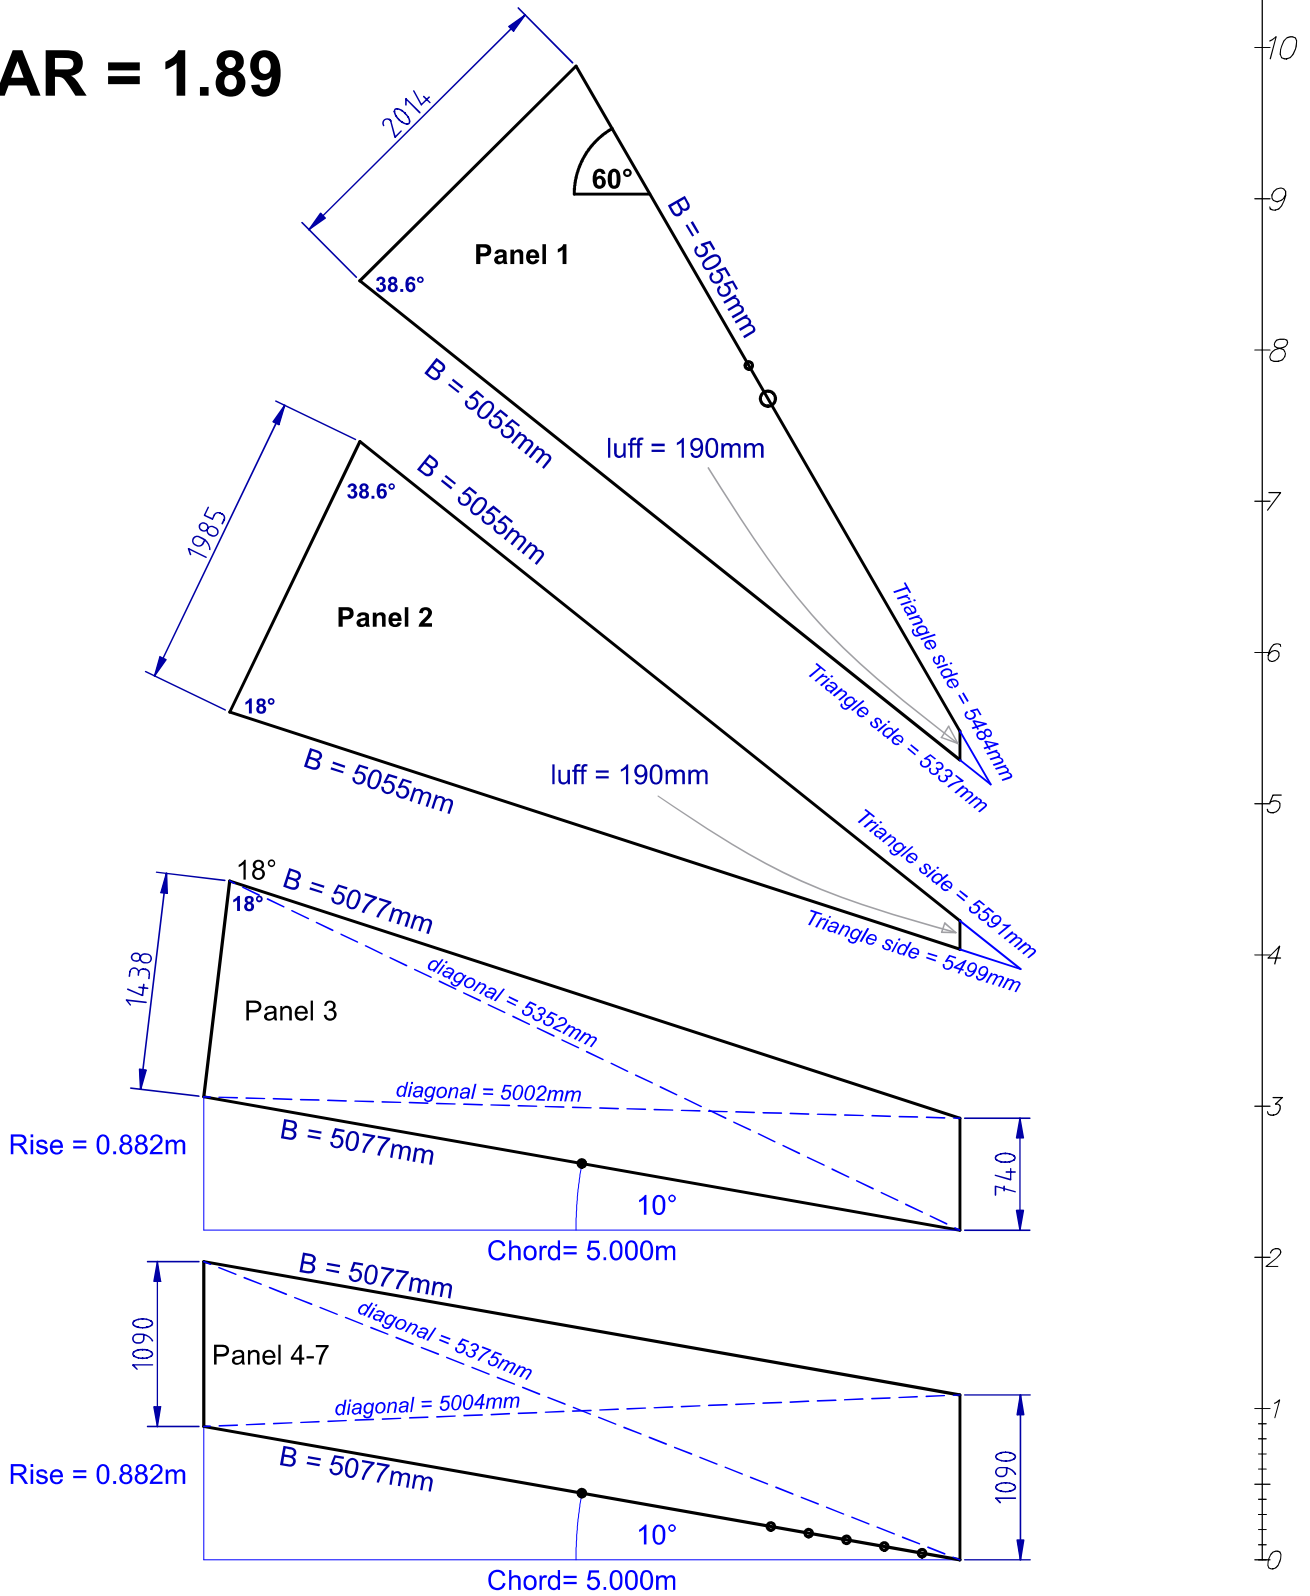 AR = 1.89
2014
60°
B = 5055mm
Panel 1
38.6°
B = 5055mm
luff = 190mm
Triangle side = 5484mm
Triangle side = 5337mm
1985
38.6°
B = 5055mm
Panel 2
18°
B = 5055mm
luff = 190mm
Triangle side = 5591mm
Triangle side = 5499mm
18°
B = 5077mm
18°
1438
diagonal = 5352mm
Panel 3
diagonal = 5002mm
B = 5077mm
Rise = 0.882m
740
10°
Chord= 5.000m
B = 5077mm
1090
diagonal = 5375mm
Panel 4-7
diagonal = 5004mm
B = 5077mm
Rise = 0.882m
1090
10°
Chord= 5.000m
10
9
8
7
6
5
4
3
2
1
0